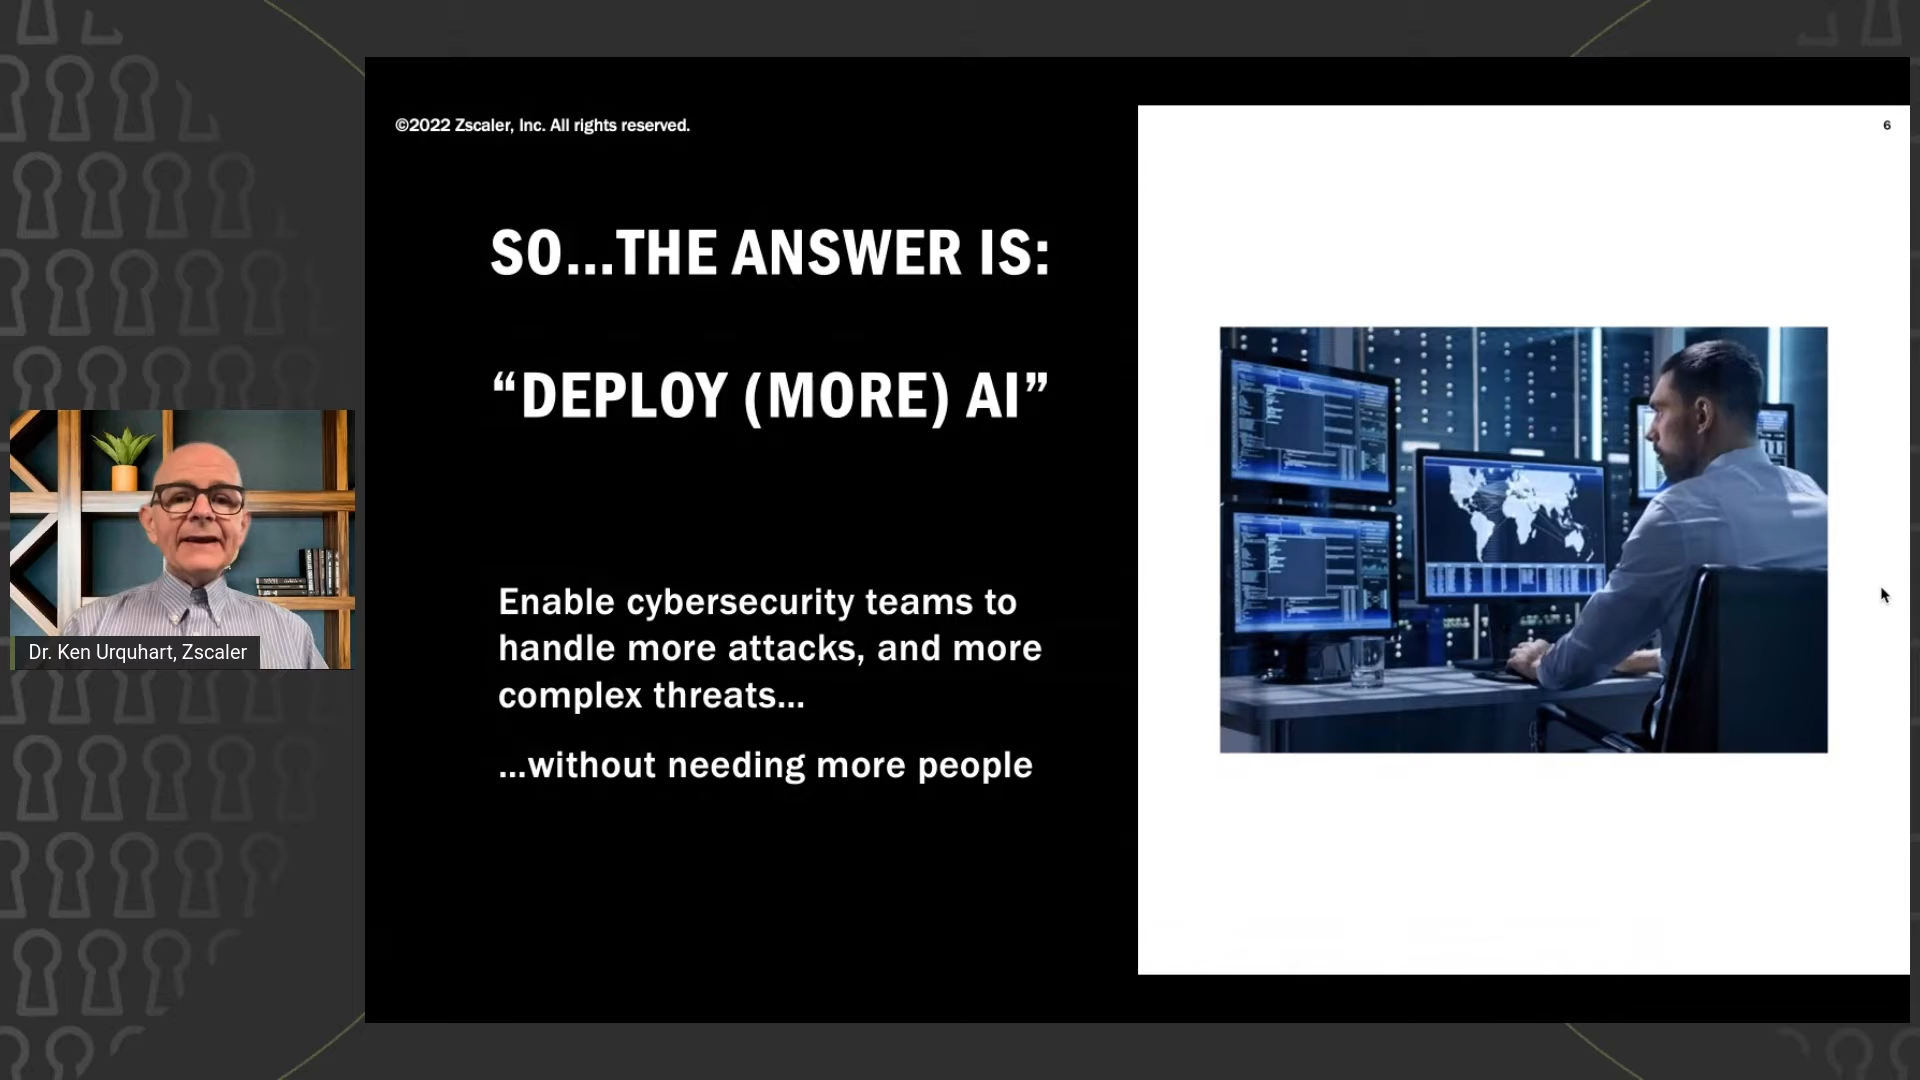 ©2022 Zscaler, Inc. All rights reserved.
6
SO...THE ANSWER IS:
“DEPLOY (MORE) AI”
Enable cybersecurity teams to
handle more attacks, and more
complex threats...
...without needing more people
Dr. Ken Urquhart, Zscaler